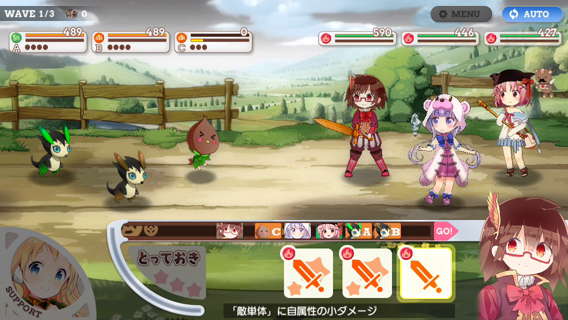 WAVE 1/3
0
MENU
AUTO
489
489
0
590
446
427
A
B
C
C
A
B
GO!
とっておき
SUPPORT
「敵単体」に自属性の小ダメージ